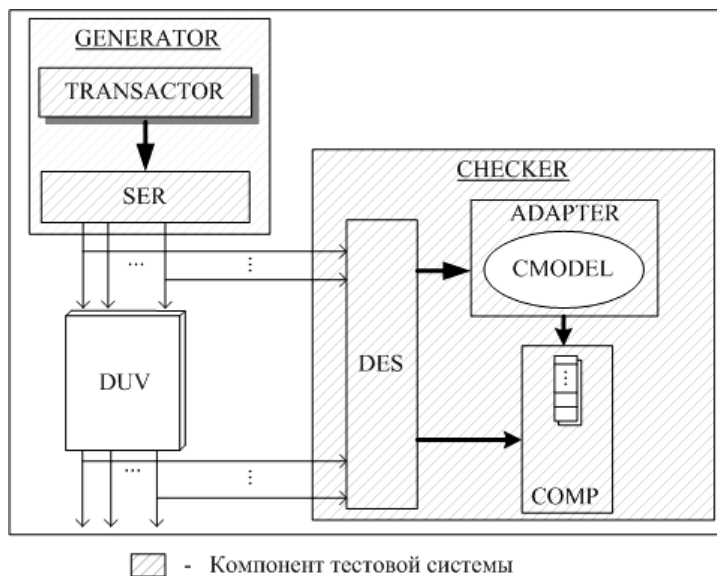 GENERATOR
TRANSACTOR
SER
...
...
DUV
...
...
CHECKER
ADAPTER
CMODEL
DES
...
COMP
- Компонент тестовой системы